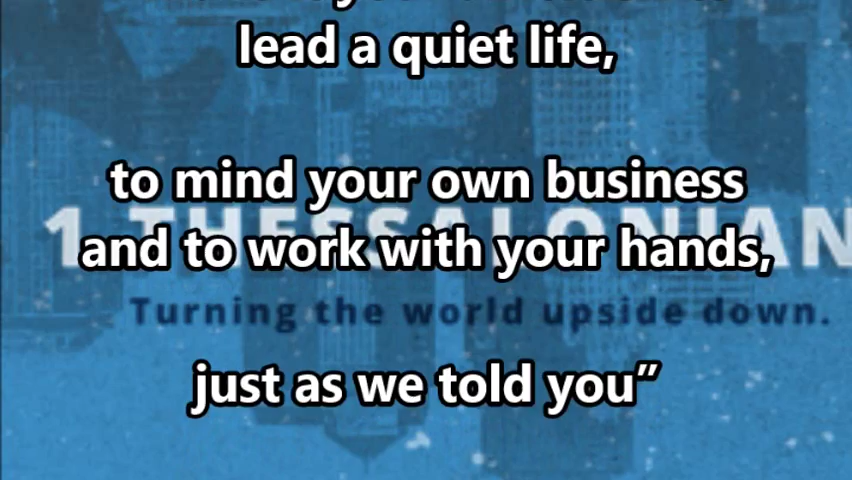 lead a quiet life,
to mind your own business
1 THESSALONIAN
and to work with your hands,
Turning the world upside down.
just as we told you”